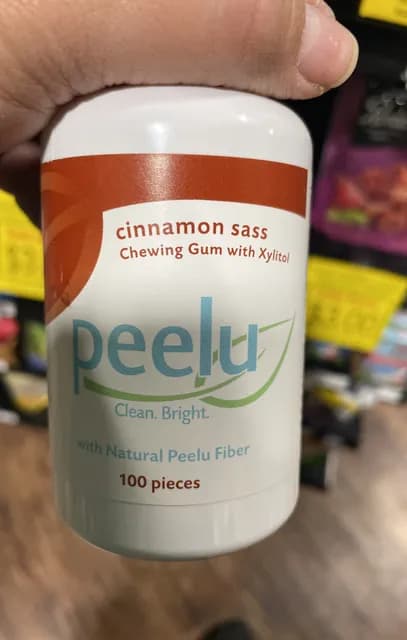 cinnamon sass
Chewing Gum with Xylitol
peelu
Clean. Bright.
with Natural Peelu Fiber
100 pieces